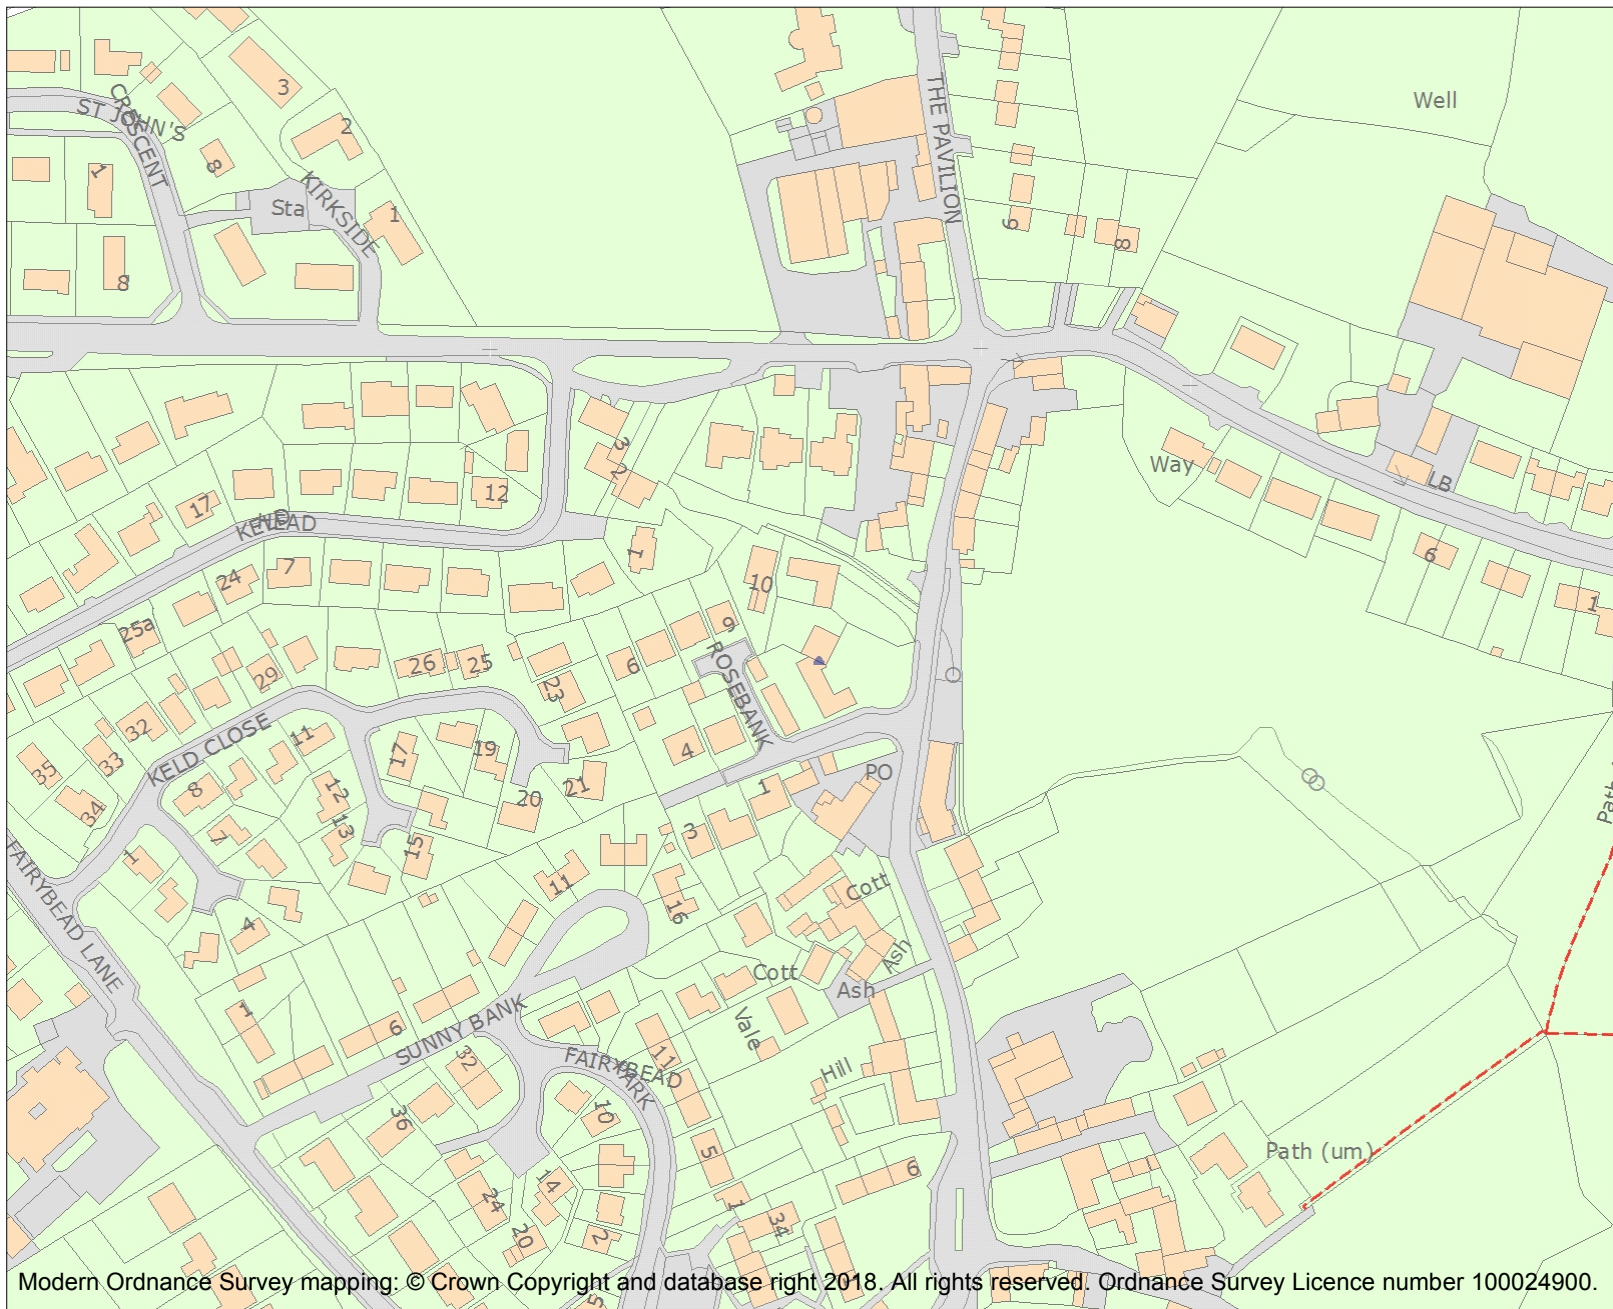 ST JOHN'S
CRESCENT
3
2
1
8
8
1
Sta
KIRKSIDE
THE PAVILION
9
8
Well
3
2
12
17
KELD
HEAD
7
24
25a
1
10
9
6
ROSEBANK
4
26
25
23
29
32
33
35
34
KELD CLOSE
11
8
7
12
13
17
19
15
20
21
1
4
FAIRYBEAD LANE
Way
LB
6
1
PO
1
3
16
11
Cott
Ash
Cott
Ash
Vale
Hill
1
6
SUNNY BANK
32
36
FAIRYBEAD
PARK
11
10
5
14
24
20
2
1
34
6
5
Path
Path (um)
Modern Ordnance Survey mapping: © Crown Copyright and database right 2018. All rights reserved. Ordnance Survey Licence number 100024900.